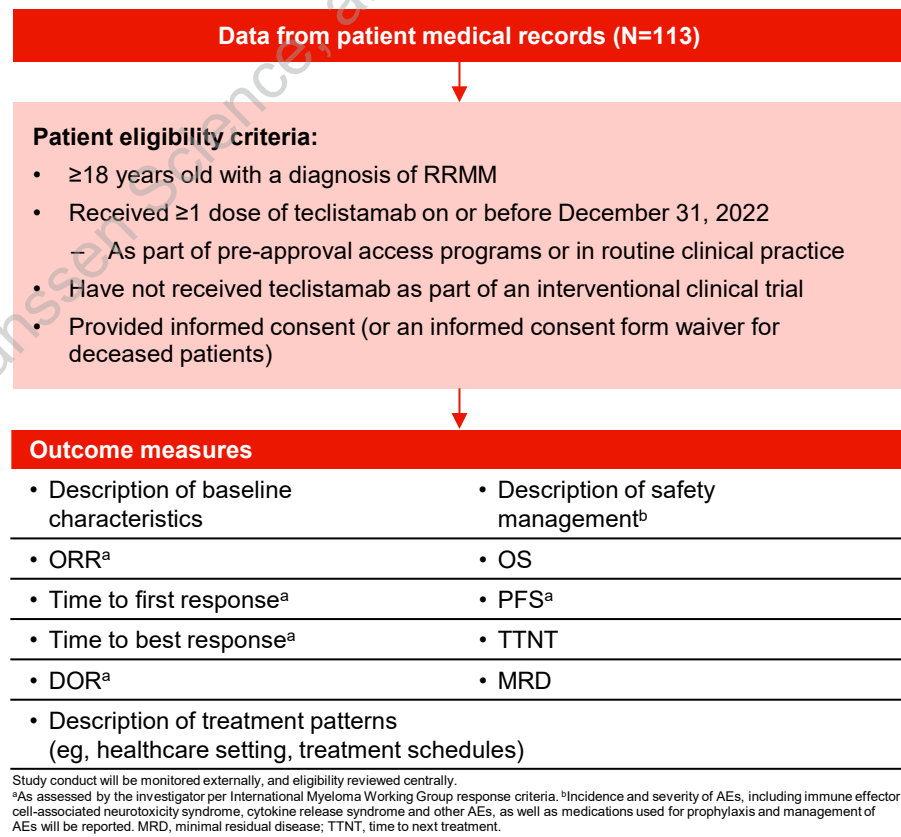 Data from patient medical records (N=113)
Patient eligibility criteria:
• ≥18 years old with a diagnosis of RRMM
• Received ≥1 dose of teclistamab on or before December 31, 2022
– As part of pre-approval access programs or in routine clinical practice
• Have not received teclistamab as part of an interventional clinical trial
• Provided informed consent (or an informed consent form waiver for
deceased patients)
Outcome measures
• Description of baseline
characteristics
• Description of safety
managementᵇ
• ORRᵃ
• OS
• Time to first responseᵃ
• PFSᵃ
• Time to best responseᵃ
• TTNT
• DORᵃ
• MRD
• Description of treatment patterns
(eg, healthcare setting, treatment schedules)
Study conduct will be monitored externally, and eligibility reviewed centrally.
ᵃAs assessed by the investigator per International Myeloma Working Group response criteria. ᵇIncidence and severity of AEs, including immune effector
cell-associated neurotoxicity syndrome, cytokine release syndrome and other AEs, as well as medications used for prophylaxis and management of
AEs will be reported. MRD, minimal residual disease; TTNT, time to next treatment.
Science,